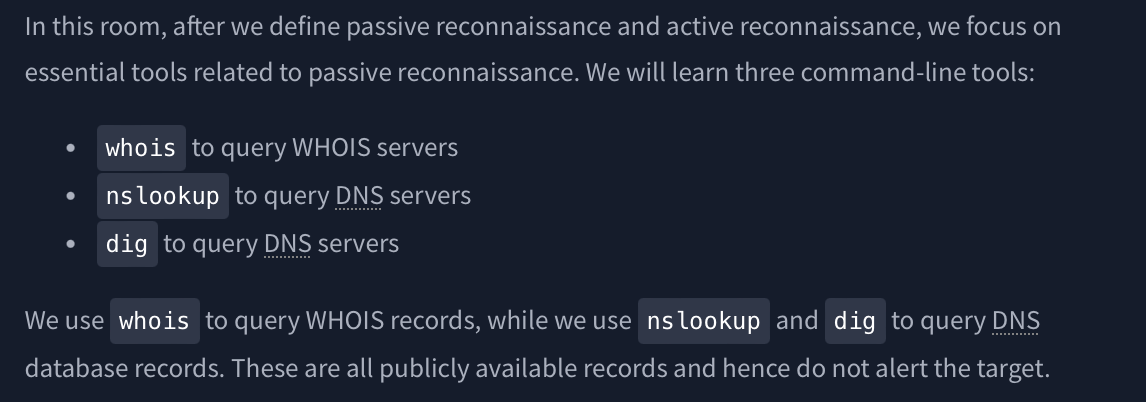 In this room, after we define passive reconnaissance and active reconnaissance, we focus on
essential tools related to passive reconnaissance. We will learn three command-line tools:
• whois to query WHOIS servers
• nslookup to query DNS servers
• dig to query DNS servers
We use whois to query WHOIS records, while we use nslookup and dig to query DNS
database records. These are all publicly available records and hence do not alert the target.